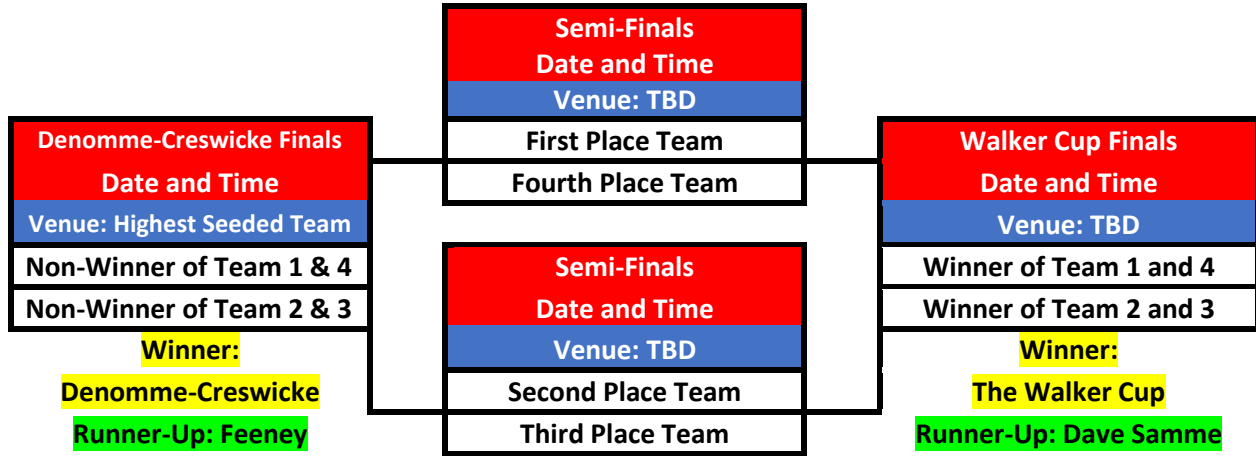 Semi-Finals
Date and Time
Venue: TBD
First Place Team
Fourth Place Team
Denomme-Creswicke Finals
Date and Time
Venue: Highest Seeded Team
Non-Winner of Team 1 & 4
Non-Winner of Team 2 & 3
Winner:
Denomme-Creswicke
Runner-Up: Feeney
Semi-Finals
Date and Time
Venue: TBD
Second Place Team
Third Place Team
Walker Cup Finals
Date and Time
Venue: TBD
Winner of Team 1 and 4
Winner of Team 2 and 3
Winner:
The Walker Cup
Runner-Up: Dave Samme